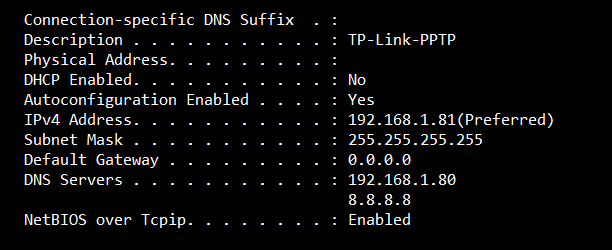 Connection-specific DNS Suffix  . :
Description . . . . . . . . . . . : TP-Link-PPTP
Physical Address. . . . . . . . . :
DHCP Enabled. . . . . . . . . . . : No
Autoconfiguration Enabled . . . . : Yes
IPv4 Address. . . . . . . . . . . : 192.168.1.81(Preferred)
Subnet Mask . . . . . . . . . . . : 255.255.255.255
Default Gateway . . . . . . . . . : 0.0.0.0
DNS Servers . . . . . . . . . . . : 192.168.1.80
                                    8.8.8.8
NetBIOS over Tcpip. . . . . . . . : Enabled